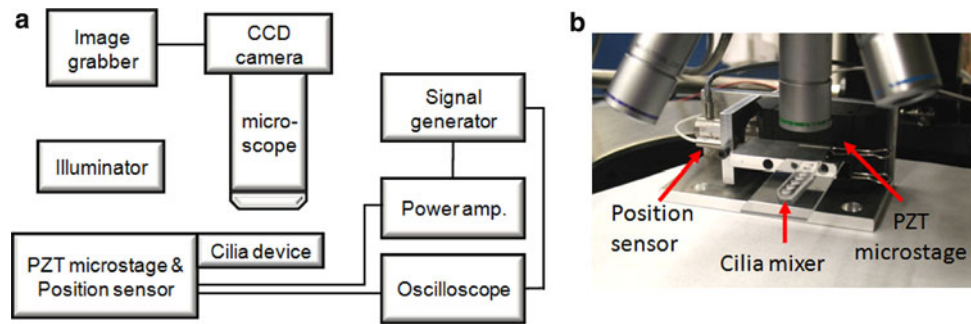 a
Image
grabber
CCD
camera
micro-
scope
Illuminator
Signal
generator
Power amp.
Cilia device
PZT microstage &
Position sensor
Oscilloscope
b
Position
sensor
Cilia mixer
PZT
microstage